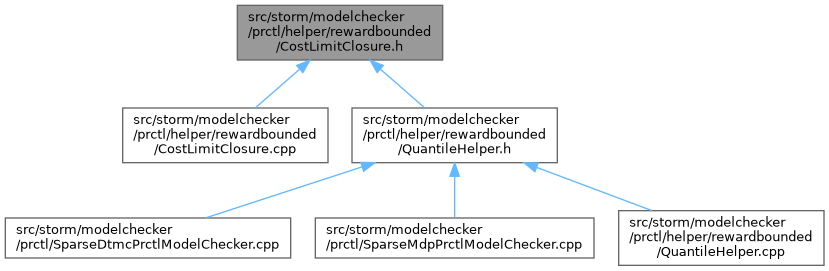 src/storm/modelchecker
/prctl/helper/rewardbounded
/CostLimitClosure.h
src/storm/modelchecker
/prctl/helper/rewardbounded
/CostLimitClosure.cpp
src/storm/modelchecker
/prctl/helper/rewardbounded
/QuantileHelper.h
src/storm/modelchecker
/prctl/SparseDtmcPrctlModelChecker.cpp
src/storm/modelchecker
/prctl/SparseMdpPrctlModelChecker.cpp
src/storm/modelchecker
/prctl/helper/rewardbounded
/QuantileHelper.cpp